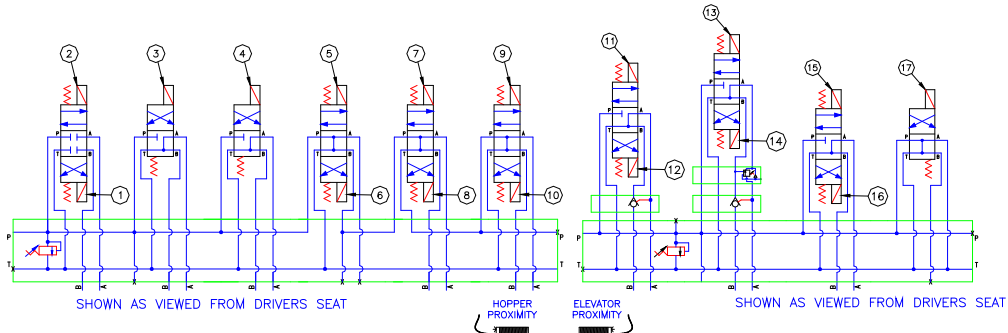 13
2
3
4
5
7
9
11
15
17
P A
T B
P A
T B
P A
T B
P A
T B
P A
T B
P A
T B
P A
T B
P A
T B
P A
T B
P A
T B
1
6
8
10
12
14
16
P
P
P
P
T
T
T
T
B A
B A
B A
B A
B A
B A
B A
B A
B A
B A
SHOWN AS VIEWED FROM DRIVERS SEAT
SHOWN AS VIEWED FROM DRIVERS SEAT
HOPPER
PROXIMITY
ELEVATOR
PROXIMITY